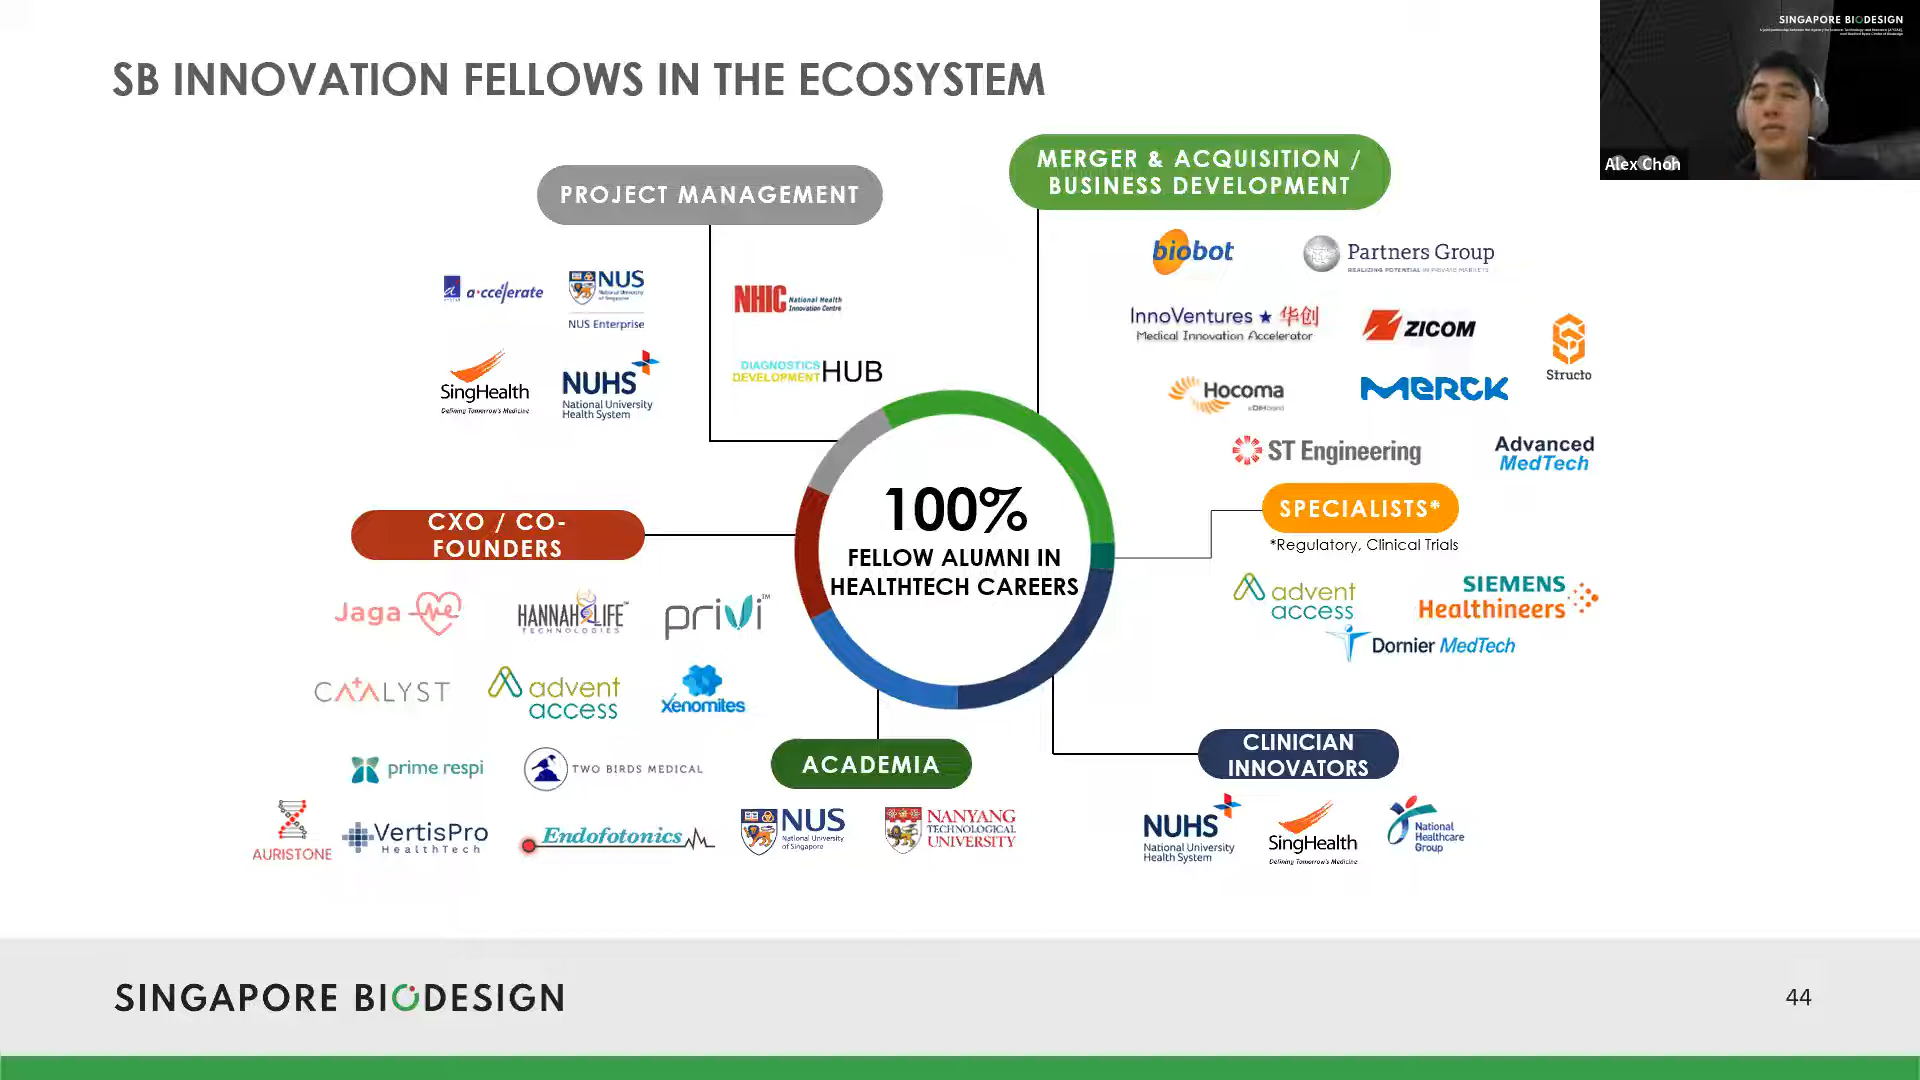 SINGAPORE BIODESIGN
SB INNOVATION FELLOWS IN THE ECOSYSTEM
Alex Choh
PROJECT MANAGEMENT
a•ccelerate
NUS
National University
of Singapore
NUS Enterprise
NHIC National Health
Innovation Centre
SingHealth
Defining Tomorrow's Medicine
NUHS
National University
Health System
DIAGNOSTICS
DEVELOPMENT HUB
MERGER & ACQUISITION /
BUSINESS DEVELOPMENT
biobot
Partners Group
REALIZING POTENTIAL IN PRIVATE MARKETS
InnoVentures ★ 华创
Medical Innovation Accelerator
ZICOM
Structo
Hocoma
a DIH brand
MERCK
ST Engineering
Advanced
MedTech
100%
FELLOW ALUMNI IN
HEALTHTECH CAREERS
CXO / CO-
FOUNDERS
Jaga me
HANNAH LIFE™
TECHNOLOGIES
privi™
CATALYST
advent
access
xenomites
prime respi
TWO BIRDS MEDICAL
AURISTONE
VertisPro
HealthTech
Endofotonics
SPECIALISTS*
*Regulatory, Clinical Trials
advent
access
SIEMENS
Healthineers
Dornier MedTech
ACADEMIA
NUS
National University
of Singapore
NANYANG
TECHNOLOGICAL
UNIVERSITY
CLINICIAN
INNOVATORS
NUHS
National University
Health System
SingHealth
Defining Tomorrow's Medicine
National
Healthcare
Group
SINGAPORE BIODESIGN
44